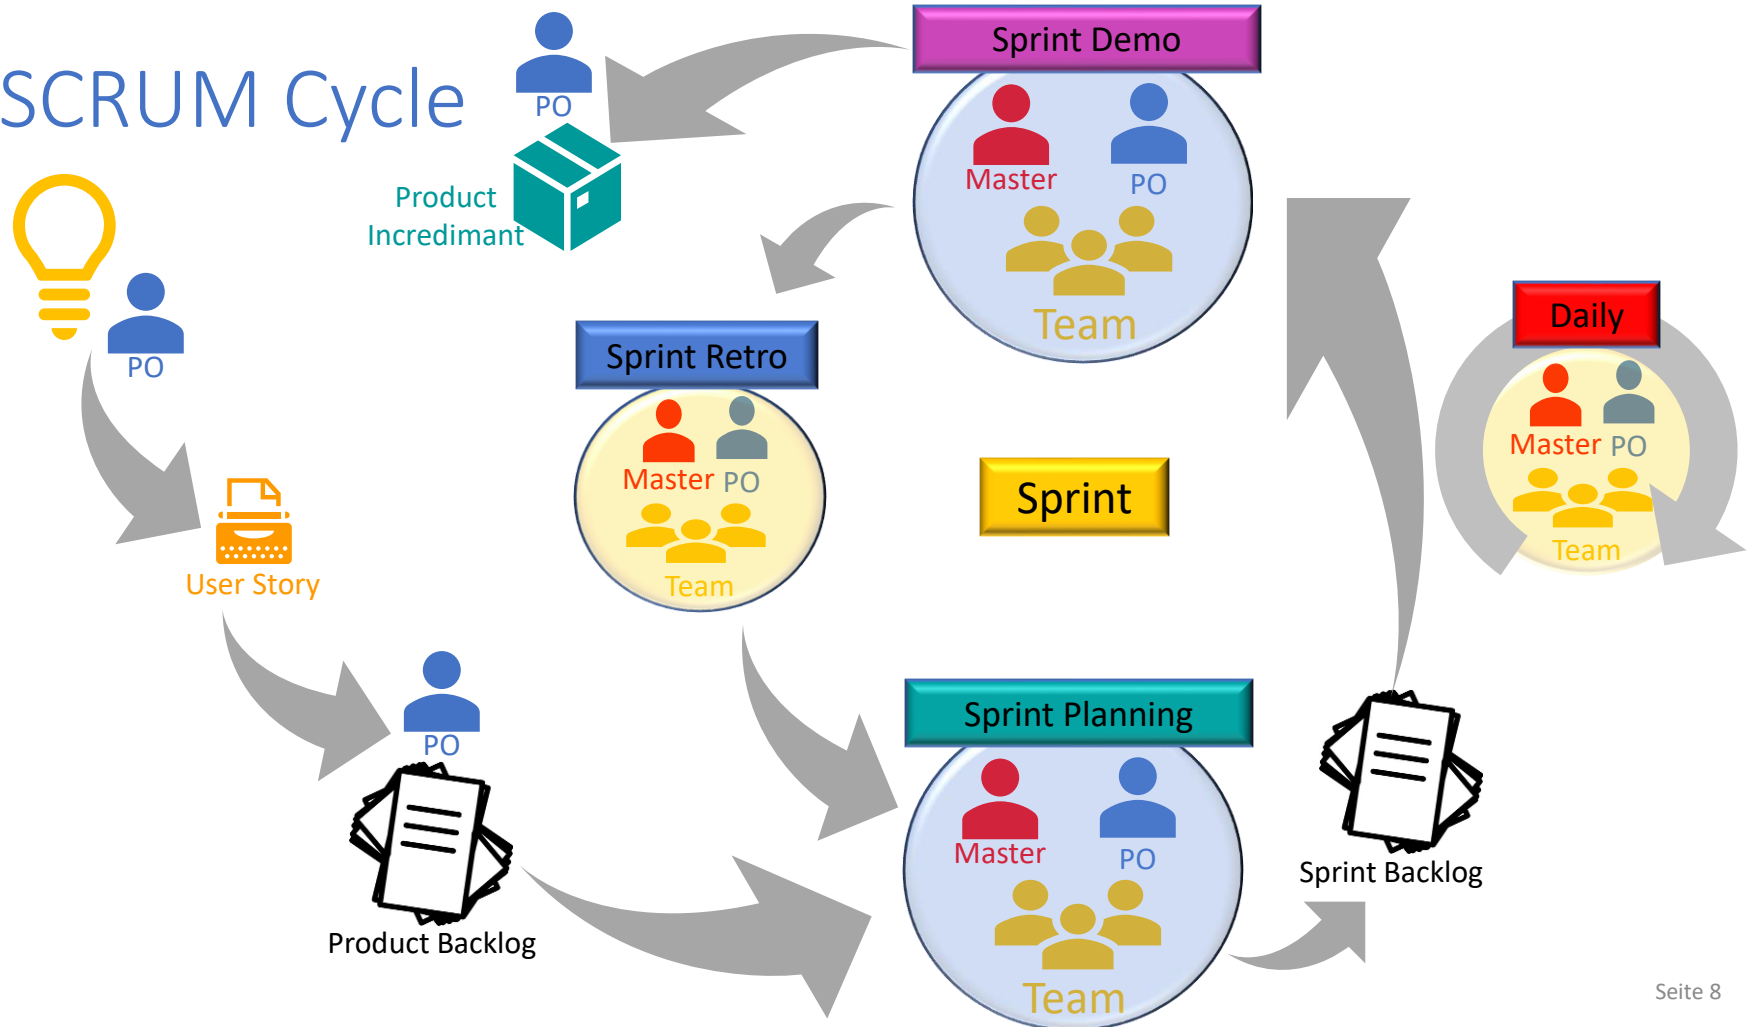 SCRUM Cycle
PO
Product
Incredimant
Sprint Demo
Master
PO
Team
PO
User Story
PO
Product Backlog
Sprint Retro
Master
PO
Team
Sprint
Daily
Master
PO
Team
Sprint Planning
Master
PO
Team
Sprint Backlog
Seite 8